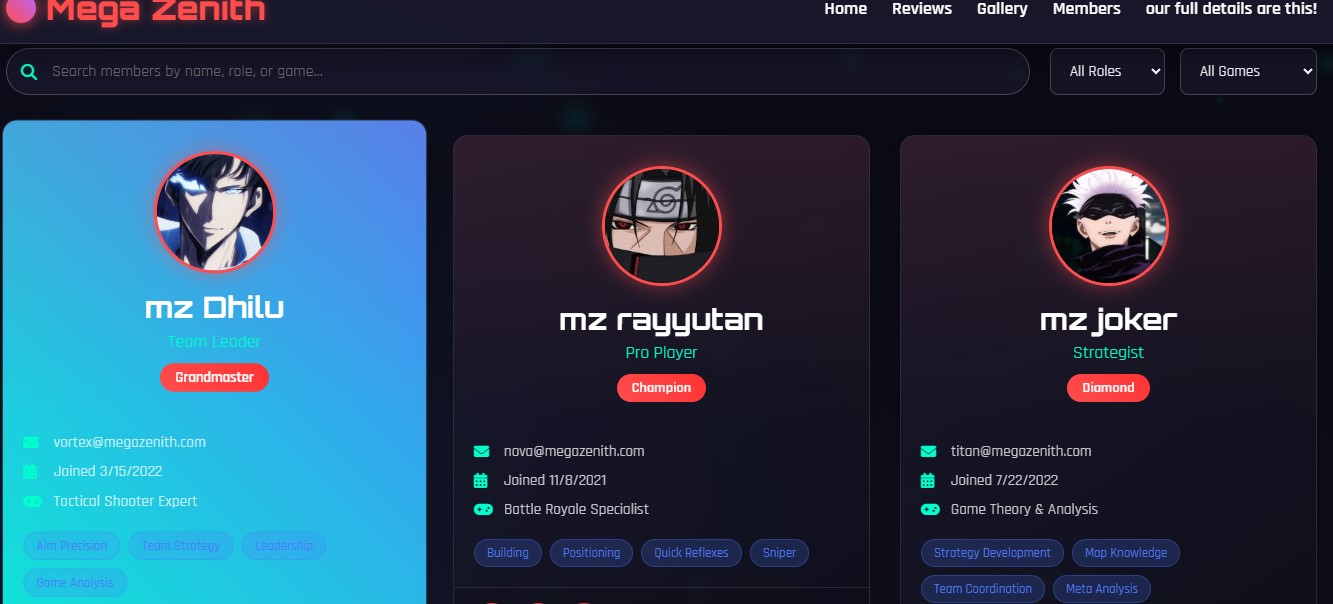 Mega Zenith
Home Reviews Gallery Members our full details are this!
Search members by name, role, or game...
All Roles
All Games
mz Dhilu
Team Leader
Grandmaster
vortex@megazenith.com
Joined 3/15/2022
Tactical Shooter Expert
Aim Precision Team Strategy Leadership
Game Analysis
mz rayyutan
Pro Player
Champion
nova@megazenith.com
Joined 11/8/2021
Battle Royale Specialist
Building Positioning Quick Reflexes Sniper
mz joker
Strategist
Diamond
titan@megazenith.com
Joined 7/22/2022
Game Theory & Analysis
Strategy Development Map Knowledge
Team Coordination Meta Analysis